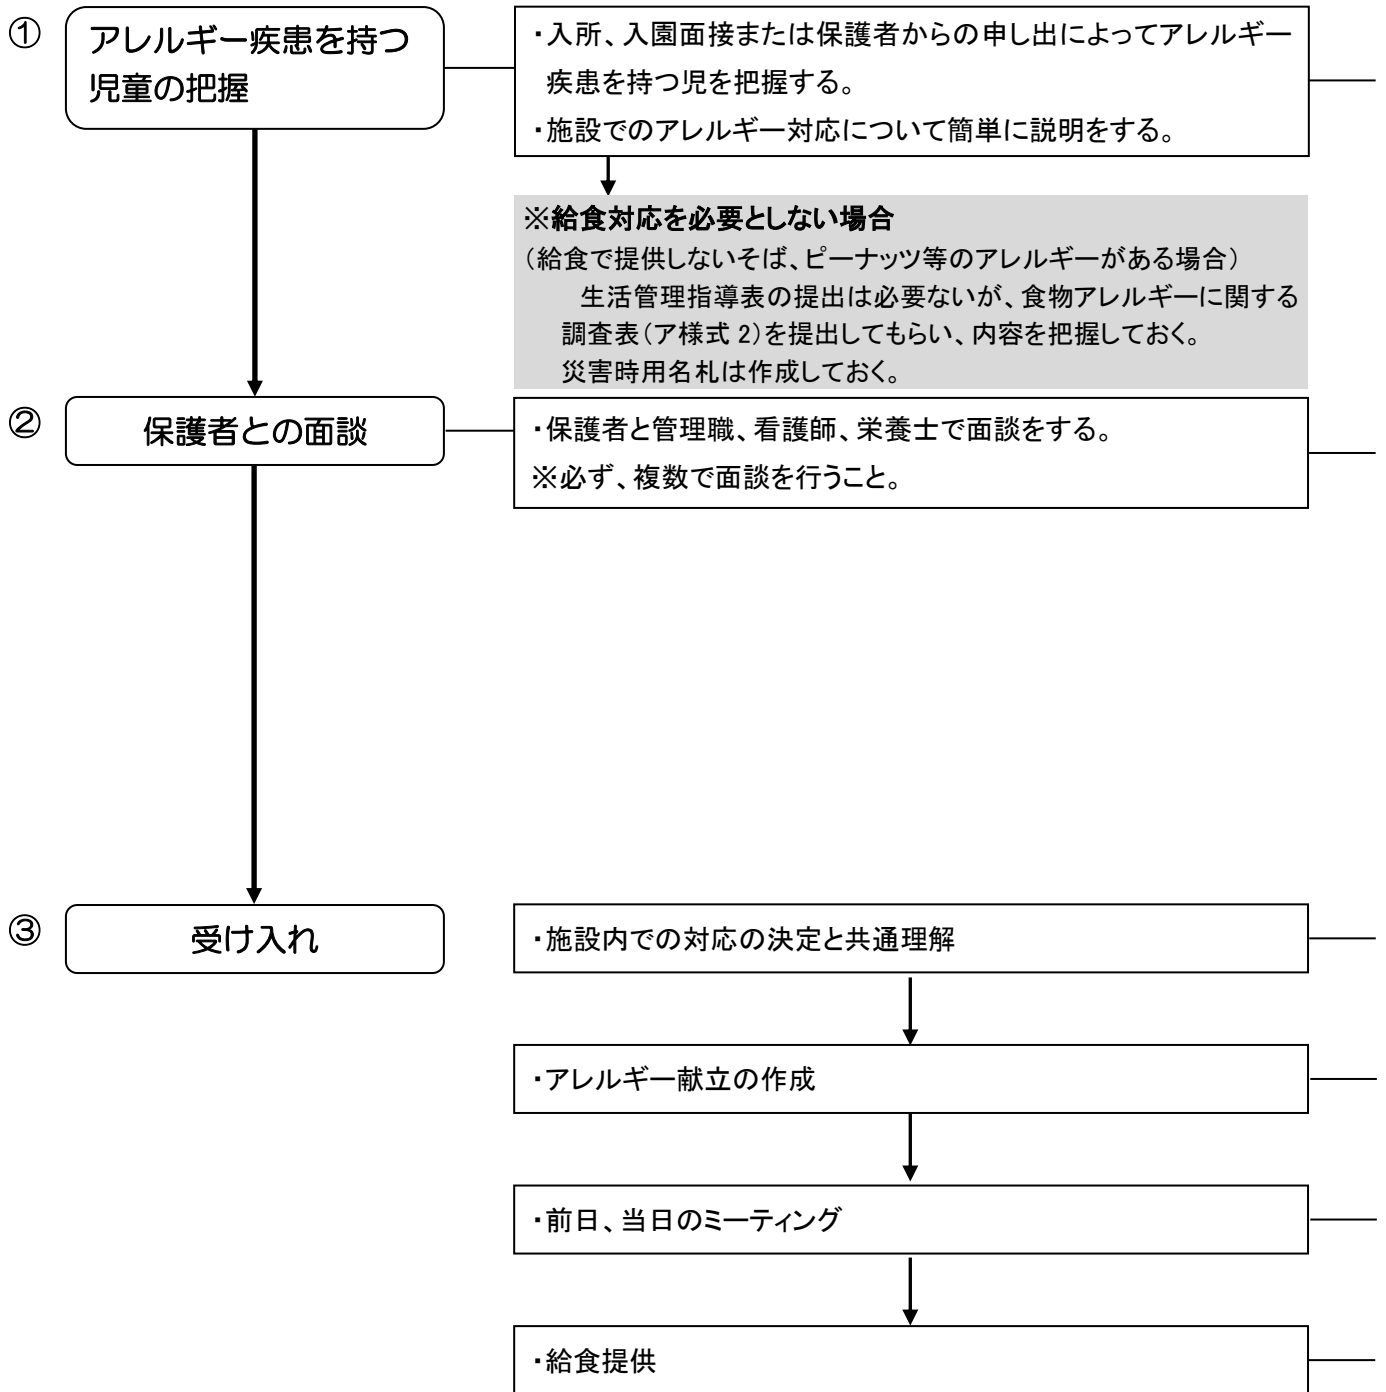 ①
アレルギー疾患を持つ
児童の把握
・入所、入園面接または保護者からの申し出によってアレルギー
疾患を持つ児を把握する。
・施設でのアレルギー対応について簡単に説明をする。
※給食対応を必要としない場合
（給食で提供しないそば、ピーナッツ等のアレルギーがある場合）
生活管理指導表の提出は必要ないが、食物アレルギーに関する
調査表（ア様式 2）を提出してもらい、内容を把握しておく。
災害時用名札は作成しておく。
②
保護者との面談
・保護者と管理職、看護師、栄養士で面談をする。
※必ず、複数で面談を行うこと。
③
受け入れ
・施設内での対応の決定と共通理解
・アレルギー献立の作成
・前日、当日のミーティング
・給食提供